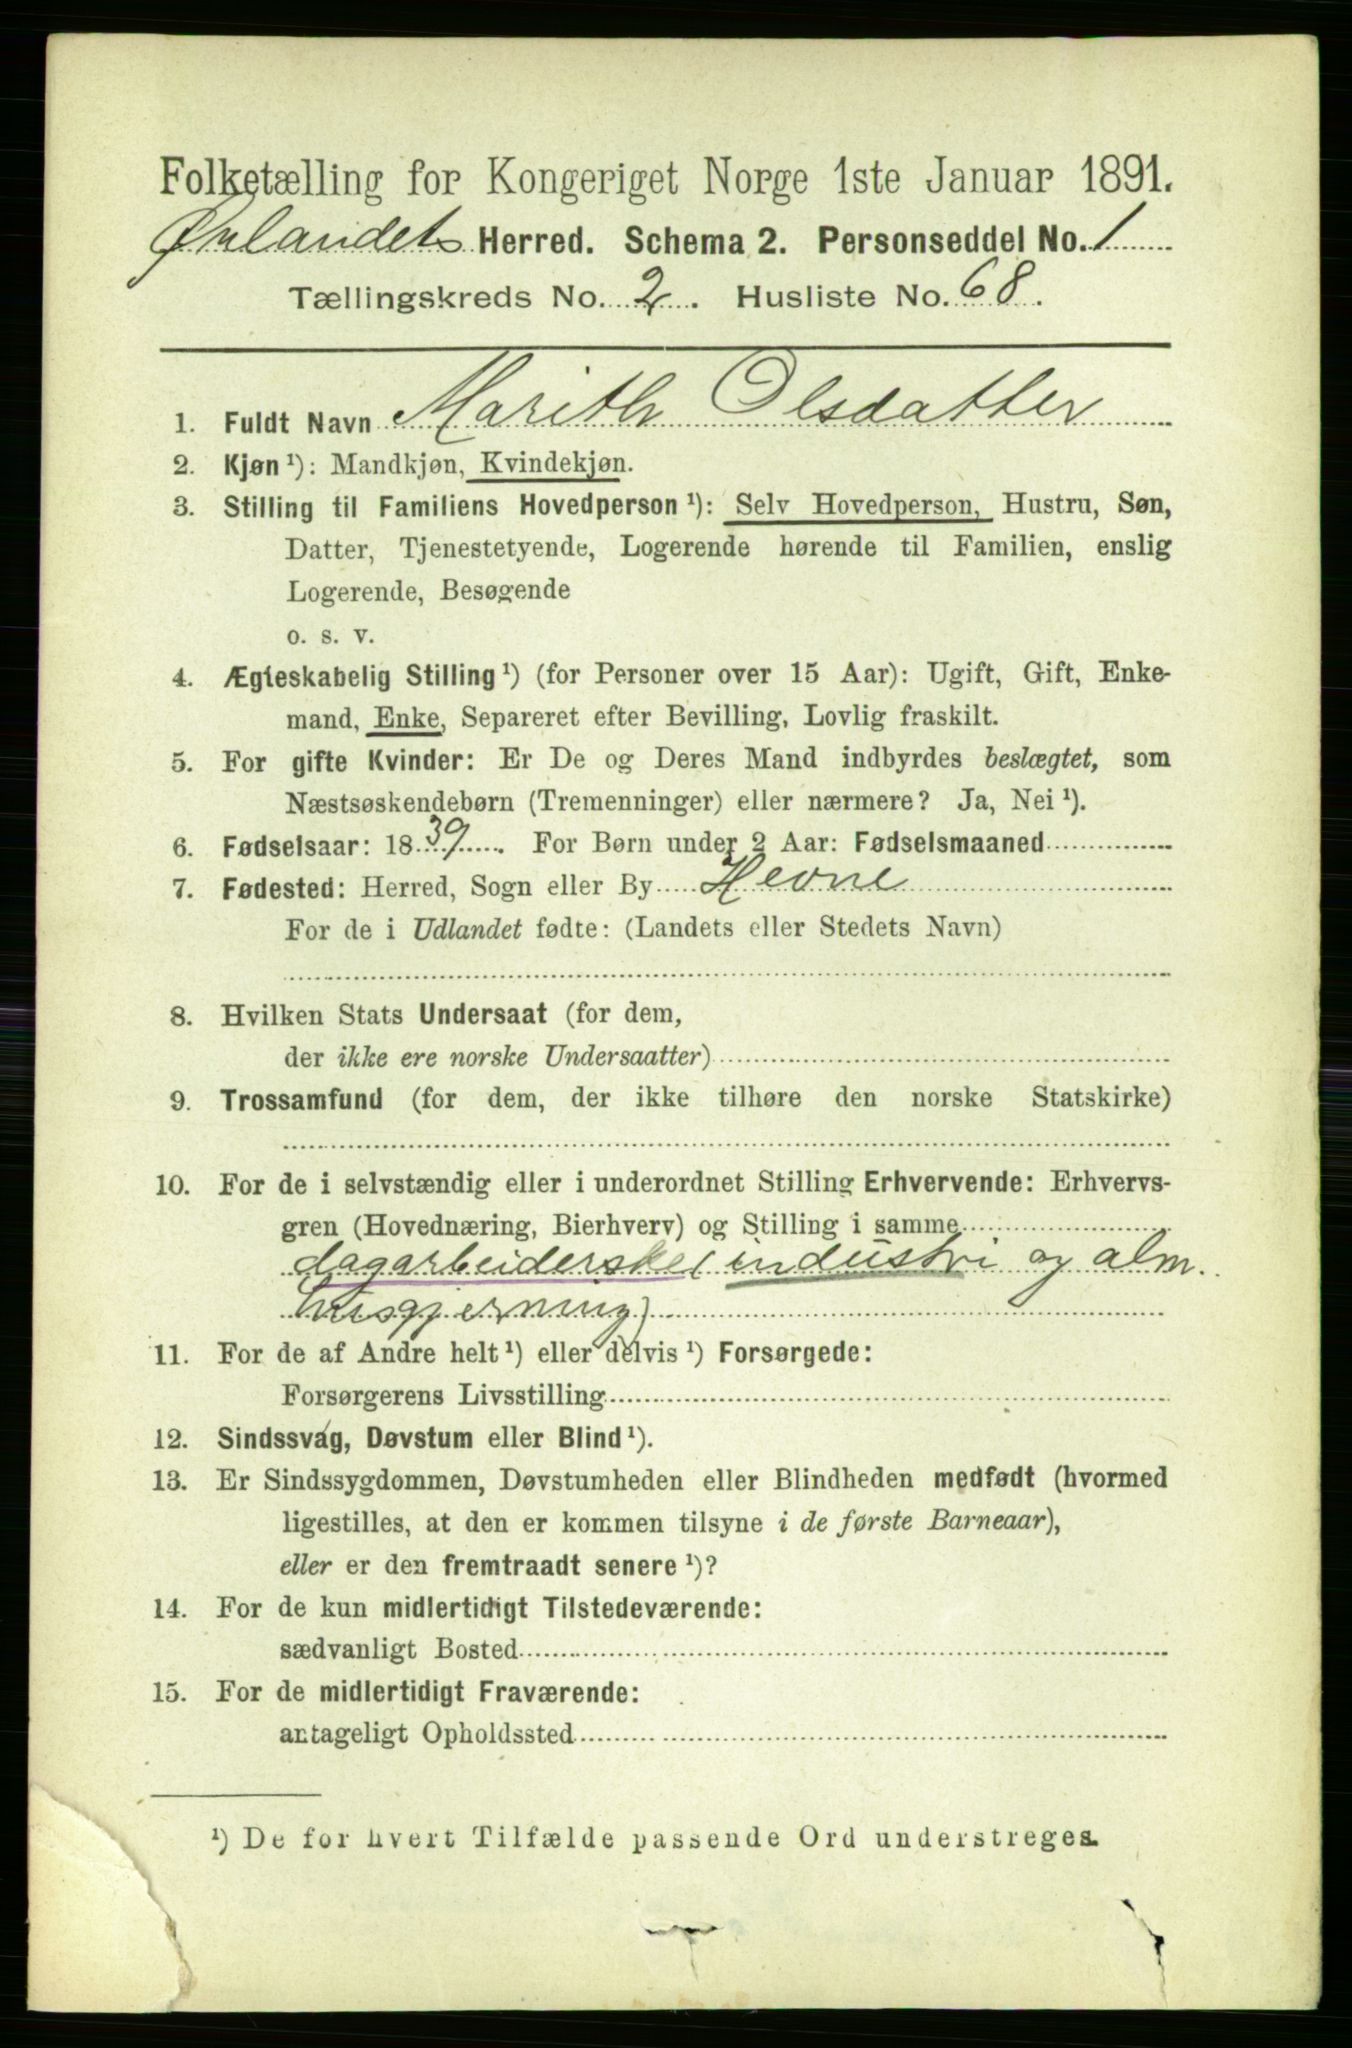 Folketælling for Kongeriget Norge 1ste Januar 1891.
Ørlandets Herred. Schema 2. Personseddel No. 1
Tællingskreds No. 2. Husliste No. 68.
1. Fuldt Navn Marith Olsdatter
2. Kjøn ¹): Mandkjøn, Kvindekjøn.
3. Stilling til Familiens Hovedperson ¹): Selv Hovedperson, Hustru, Søn,
Datter, Tjenestetyende, Logerende hørende til Familien, enslig
Logerende, Besøgende
o. s. v.
4. Ægteskabelig Stilling ¹) (for Personer over 15 Aar): Ugift, Gift, Enke-
mand, Enke, Separeret efter Bevilling, Lovlig fraskilt.
5. For gifte Kvinder: Er De og Deres Mand indbyrdes beslægtet, som
Næstsøskendebørn (Tremenninger) eller nærmere? Ja, Nei ¹).
6. Fødselsaar: 1839. For Børn under 2 Aar: Fødselsmaaned
7. Fødested: Herred, Sogn eller By Hevne
For de i Udlandet fødte: (Landets eller Stedets Navn)
8. Hvilken Stats Undersaat (for dem,
der ikke ere norske Undersaatter)
9. Trossamfund (for dem, der ikke tilhøre den norske Statskirke)
10. For de i selvstændig eller i underordnet Stilling Erhvervende: Erhvervs-
gren (Hovednæring, Bierhverv) og Stilling i samme
dagarbeiderske (industri og alm.
husgjerning)
11. For de af Andre helt ¹) eller delvis ¹) Forsørgede:
Forsørgerens Livsstilling
12. Sindssvag, Døvstum eller Blind ¹).
13. Er Sindssygdommen, Døvstumheden eller Blindheden medfødt (hvormed
ligestilles, at den er kommen tilsyne i de første Barneaar),
eller er den fremtraadt senere ¹)?
14. For de kun midlertidigt Tilstedeværende:
sædvanligt Bosted
15. For de midlertidigt Fraværende:
antageligt Opholdssted
¹) De for hvert Tilfælde passende Ord understreges.